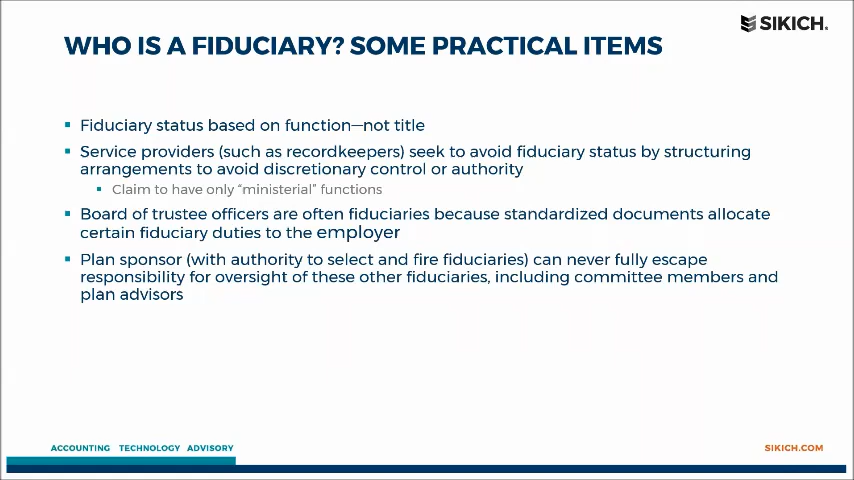 SIKICH.
WHO IS A FIDUCIARY? SOME PRACTICAL ITEMS
Fiduciary status based on function—not title
Service providers (such as recordkeepers) seek to avoid fiduciary status by structuring
arrangements to avoid discretionary control or authority
Claim to have only “ministerial” functions
Board of trustee officers are often fiduciaries because standardized documents allocate
certain fiduciary duties to the employer
Plan sponsor (with authority to select and fire fiduciaries) can never fully escape
responsibility for oversight of these other fiduciaries, including committee members and
plan advisors
ACCOUNTING TECHNOLOGY ADVISORY
SIKICH.COM